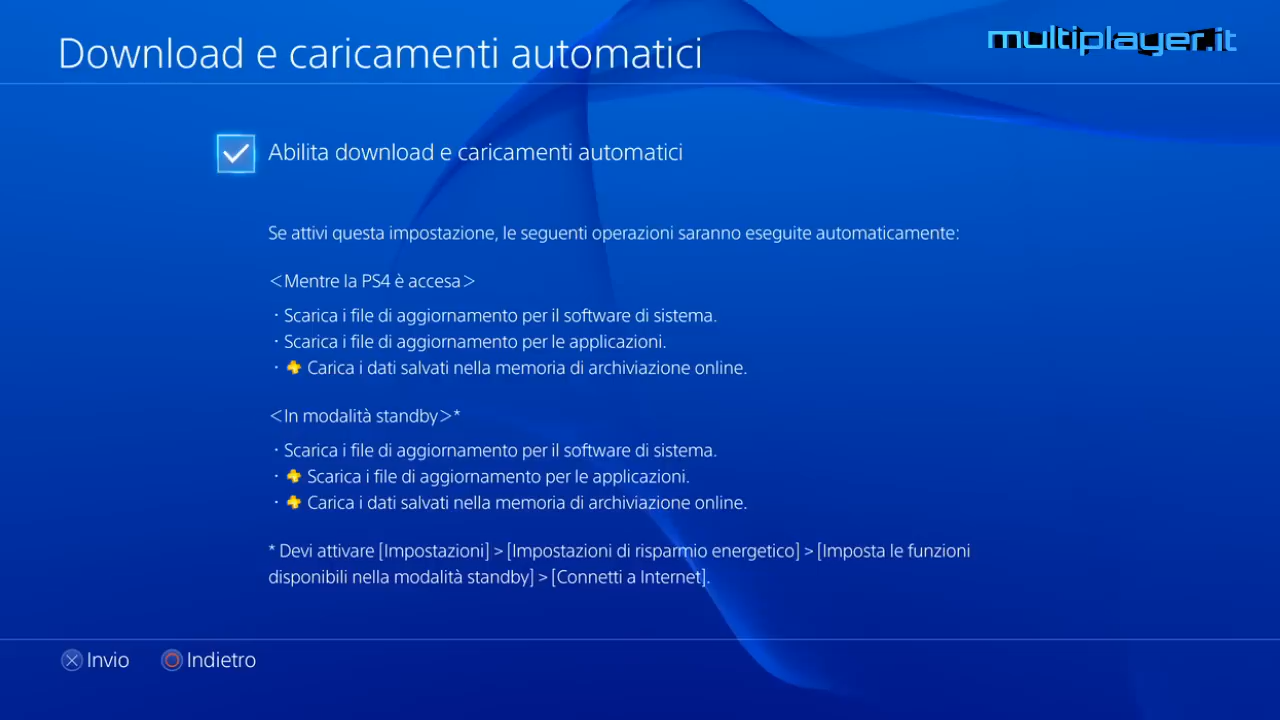 Download e caricamenti automatici
multiplayer.it
Abilita download e caricamenti automatici
Se attivi questa impostazione, le seguenti operazioni saranno eseguite automaticamente:
<Mentre la PS4 è accesa>
· Scarica i file di aggiornamento per il software di sistema.
· Scarica i file di aggiornamento per le applicazioni.
· Carica i dati salvati nella memoria di archiviazione online.
<In modalità standby>*
· Scarica i file di aggiornamento per il software di sistema.
· Scarica i file di aggiornamento per le applicazioni.
· Carica i dati salvati nella memoria di archiviazione online.
* Devi attivare [Impostazioni] > [Impostazioni di risparmio energetico] > [Imposta le funzioni
disponibili nella modalità standby] > [Connetti a Internet].
Invio
Indietro